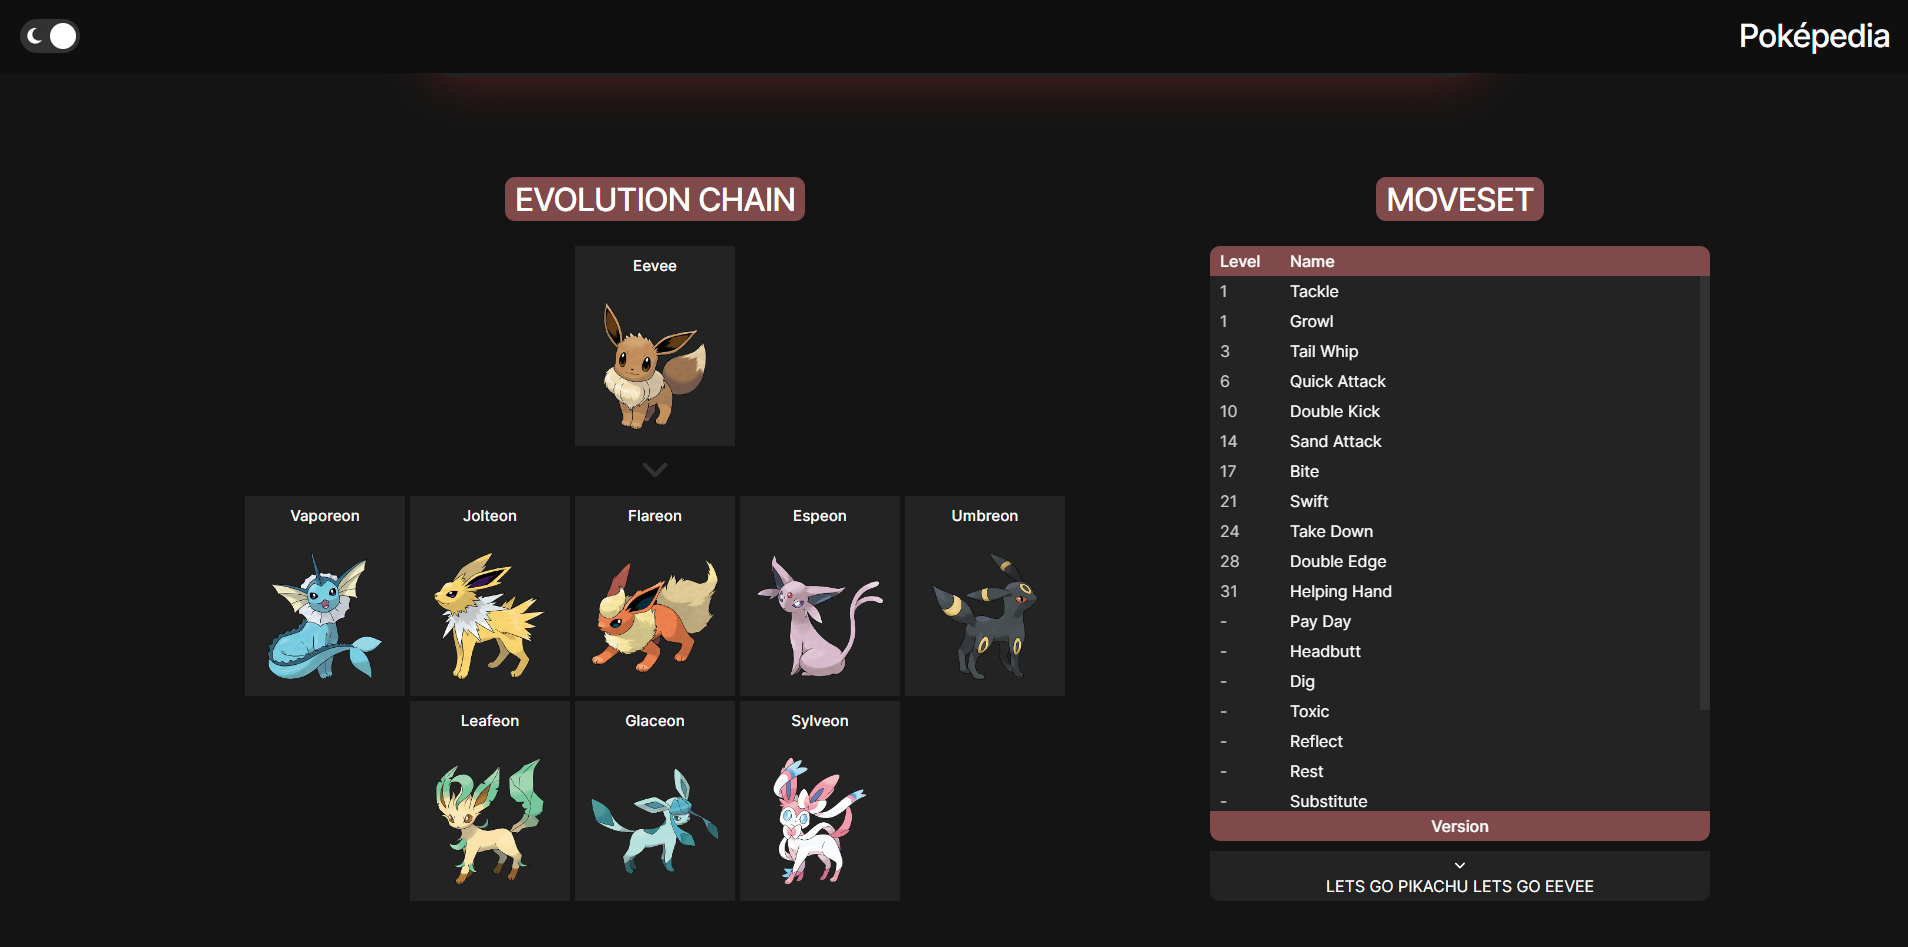 Poképedia
EVOLUTION CHAIN
Eevee
Vaporeon
Jolteon
Flareon
Espeon
Umbreon
Leafeon
Glaceon
Sylveon
MOVESET
Level Name
1 Tackle
1 Growl
3 Tail Whip
6 Quick Attack
10 Double Kick
14 Sand Attack
17 Bite
21 Swift
24 Take Down
28 Double Edge
31 Helping Hand
- Pay Day
- Headbutt
- Dig
- Toxic
- Reflect
- Rest
- Substitute
Version
LETS GO PIKACHU LETS GO EEVEE